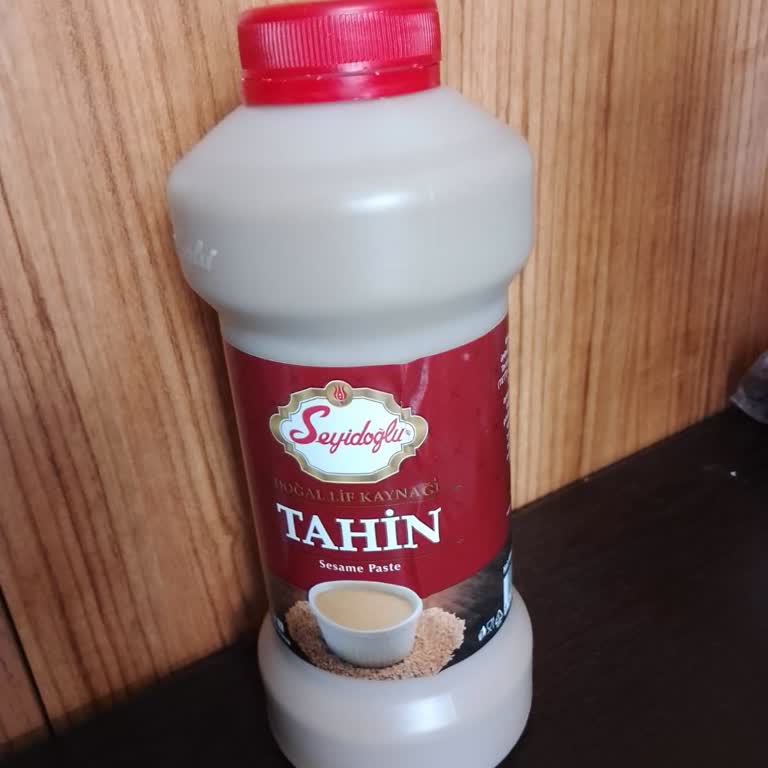 Seyidoğlu
DOĞAL LİF KAYNAĞI
TAHİN
Sesame Paste